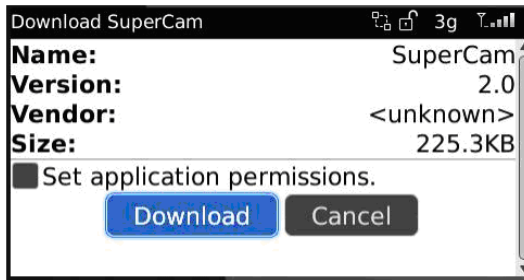 Download SuperCam 3g
Name: SuperCam
Version: 2.0
Vendor: <unknown>
Size: 225.3KB
Set application permissions.
Download Cancel